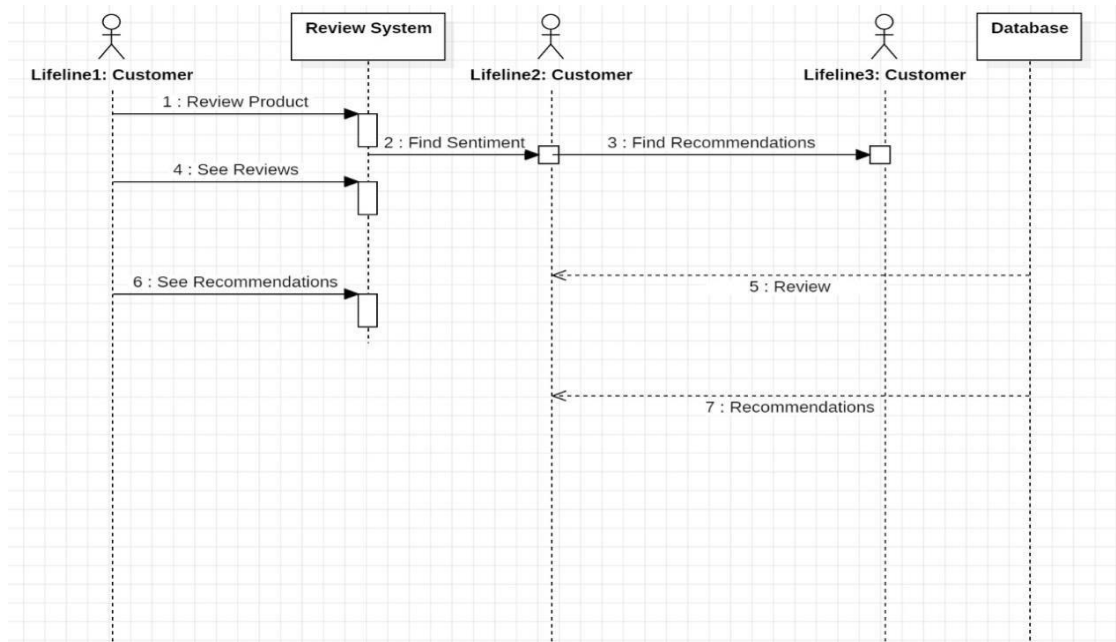 Review System
Database
Lifeline1: Customer
Lifeline2: Customer
Lifeline3: Customer
1 : Review Product
2 : Find Sentiment
3 : Find Recommendations
4 : See Reviews
6 : See Recommendations
5 : Review
7 : Recommendations